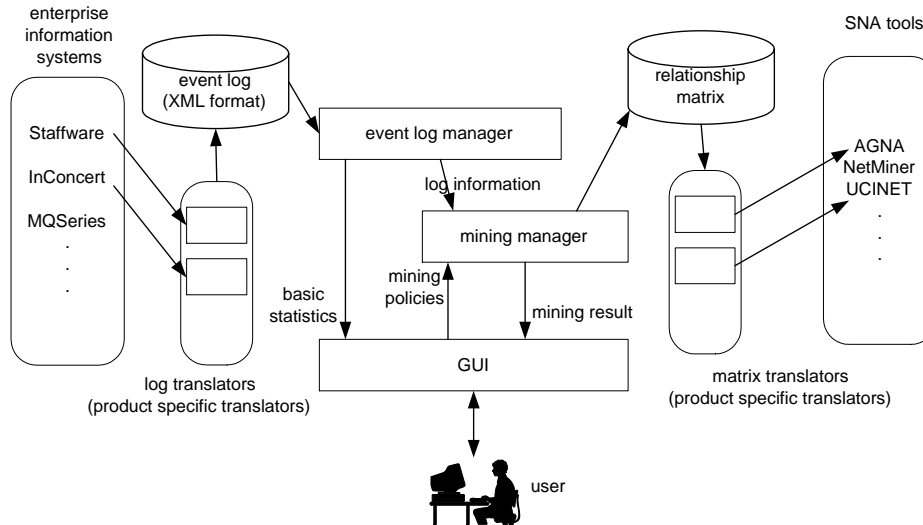 enterprise
information
systems
Staffware
InConcert
MQSeries
.
.
.
.
event log
(XML format)
log translators
(product specific translators)
event log manager
log information
mining manager
basic
statistics
mining
policies
mining result
GUI
user
relationship
matrix
matrix translators
(product specific translators)
SNA tools
AGNA
NetMiner
UCINET
.
.
.